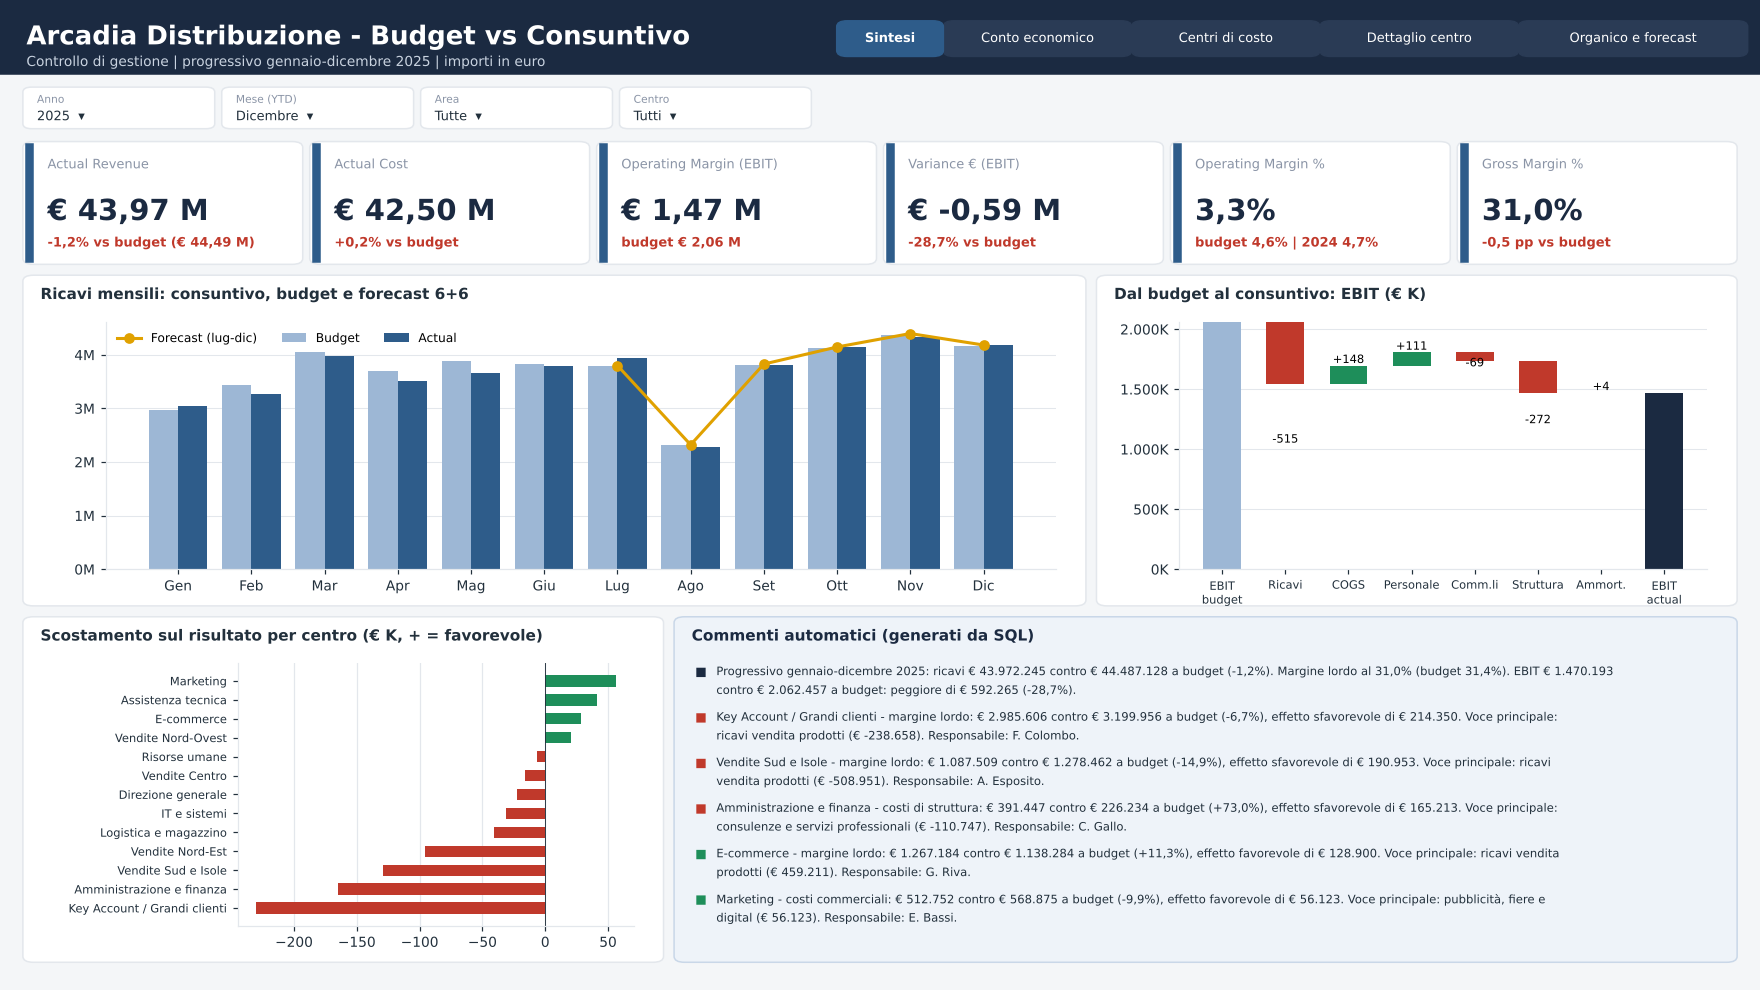 Arcadia Distribuzione - Budget vs Consuntivo
Controllo di gestione | progressivo gennaio-dicembre 2025 | importi in euro
Sintesi
Conto economico
Centri di costo
Dettaglio centro
Organico e forecast
Anno
2025 ▼
Mese (YTD)
Dicembre ▼
Area
Tutte ▼
Centro
Tutti ▼
Actual Revenue
€ 43,97 M
-1,2% vs budget (€ 44,49 M)
Actual Cost
€ 42,50 M
+0,2% vs budget
Operating Margin (EBIT)
€ 1,47 M
budget € 2,06 M
Variance € (EBIT)
€ -0,59 M
-28,7% vs budget
Operating Margin %
3,3%
budget 4,6% | 2024 4,7%
Gross Margin %
31,0%
-0,5 pp vs budget
Ricavi mensili: consuntivo, budget e forecast 6+6
Forecast (lug-dic)
Budget
Actual
4M
3M
2M
1M
0M
Gen
Feb
Mar
Apr
Mag
Giu
Lug
Ago
Set
Ott
Nov
Dic
Dal budget al consuntivo: EBIT (€ K)
2.000K
1.500K
1.000K
500K
0K
-515
+148
+111
-69
-272
+4
EBIT
budget
Ricavi
COGS
Personale
Comm.li
Struttura
Ammort.
EBIT
actual
Scostamento sul risultato per centro (€ K, + = favorevole)
Marketing
Assistenza tecnica
E-commerce
Vendite Nord-Ovest
Risorse umane
Vendite Centro
Direzione generale
IT e sistemi
Logistica e magazzino
Vendite Nord-Est
Vendite Sud e Isole
Amministrazione e finanza
Key Account / Grandi clienti
−200
−150
−100
−50
0
50
Commenti automatici (generati da SQL)
Progressivo gennaio-dicembre 2025: ricavi € 43.972.245 contro € 44.487.128 a budget (-1,2%). Margine lordo al 31,0% (budget 31,4%). EBIT € 1.470.193
contro € 2.062.457 a budget: peggiore di € 592.265 (-28,7%).
Key Account / Grandi clienti - margine lordo: € 2.985.606 contro € 3.199.956 a budget (-6,7%), effetto sfavorevole di € 214.350. Voce principale:
ricavi vendita prodotti (€ -238.658). Responsabile: F. Colombo.
Vendite Sud e Isole - margine lordo: € 1.087.509 contro € 1.278.462 a budget (-14,9%), effetto sfavorevole di € 190.953. Voce principale: ricavi
vendita prodotti (€ -508.951). Responsabile: A. Esposito.
Amministrazione e finanza - costi di struttura: € 391.447 contro € 226.234 a budget (+73,0%), effetto sfavorevole di € 165.213. Voce principale:
consulenze e servizi professionali (€ -110.747). Responsabile: C. Gallo.
E-commerce - margine lordo: € 1.267.184 contro € 1.138.284 a budget (+11,3%), effetto favorevole di € 128.900. Voce principale: ricavi vendita
prodotti (€ 459.211). Responsabile: G. Riva.
Marketing - costi commerciali: € 512.752 contro € 568.875 a budget (-9,9%), effetto favorevole di € 56.123. Voce principale: pubblicità, fiere e
digital (€ 56.123). Responsabile: E. Bassi.